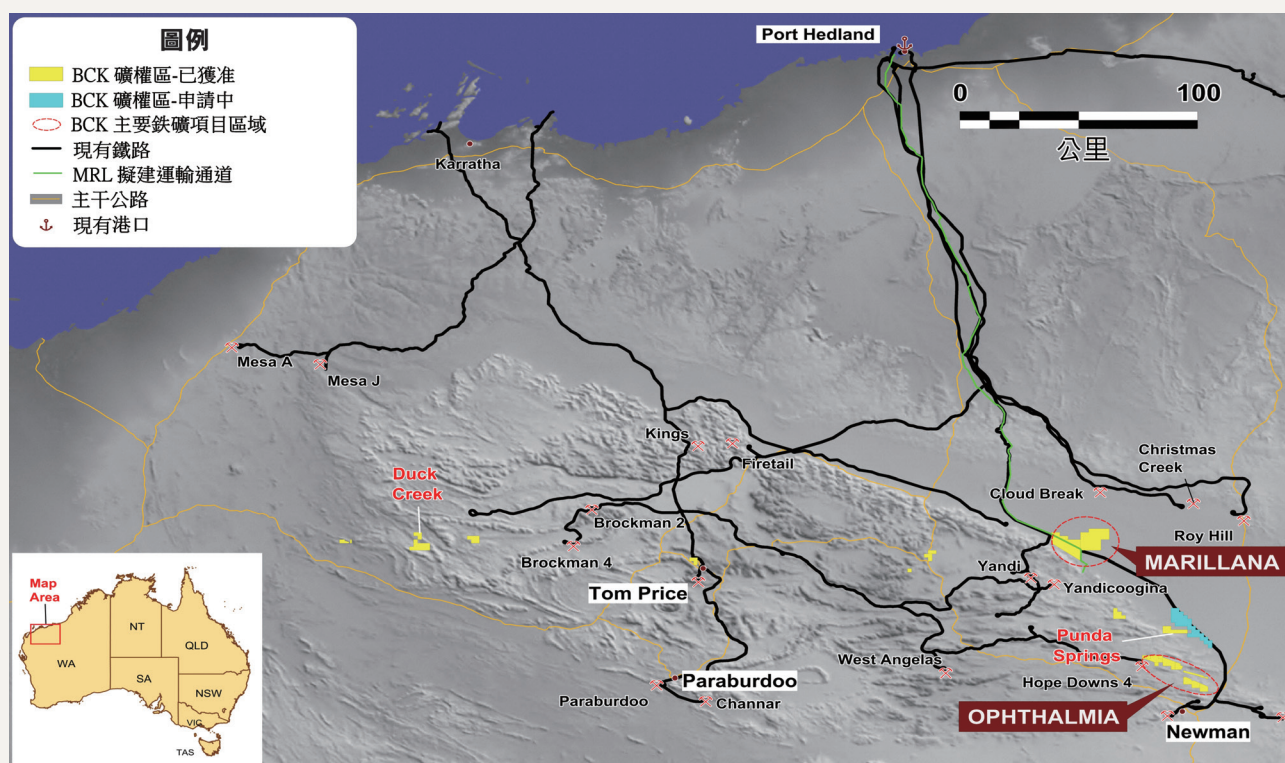 圖例
BCK 礦權區-已獲准
BCK 礦權區-申請中
BCK 主要鉄礦項目區域
現有鐵路
MRL 擬建運輸通道
主干公路
現有港口
Port Hedland
0 100
公里
Karratha
Mesa A
Mesa J
Kings
Firetail
Christmas
Creek
Cloud Break
Roy Hill
Duck
Creek
Brockman 2
Brockman 4
MARILLANA
Yandi
Yandicoogina
Tom Price
Punda
Springs
West Angelas
Hope Downs 4
Paraburdoo
Paraburdoo
Channar
OPHTHALMIA
Newman
Map
Area
NT
QLD
WA
SA
NSW
VIC
TAS